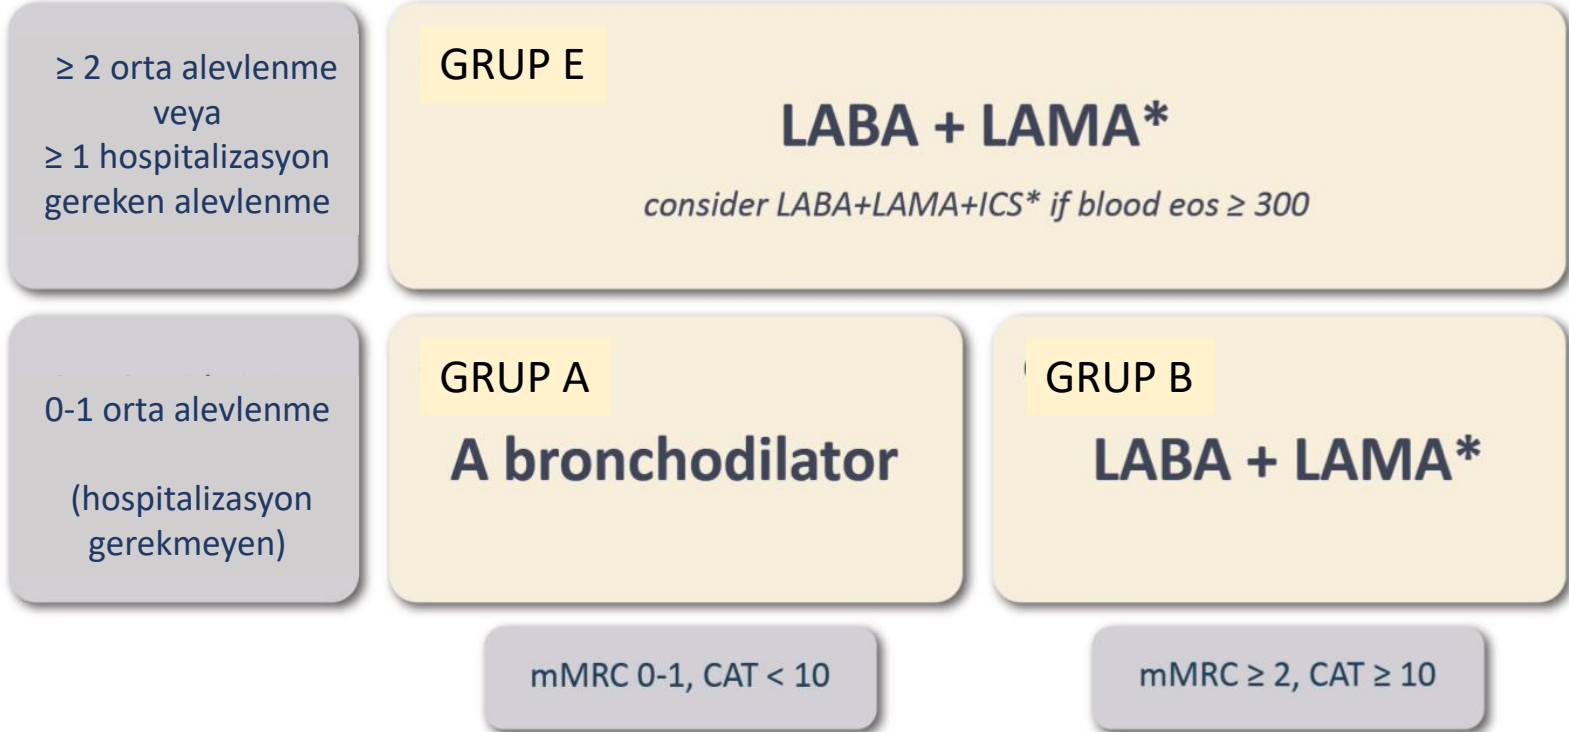 ≥ 2 orta alevlenme
veya
≥ 1 hospitalizasyon
gereken alevlenme
GRUP E
LABA + LAMA*
consider LABA+LAMA+ICS* if blood eos ≥ 300
0-1 orta alevlenme
(hospitalizasyon
gerekmeyen)
GRUP A
A bronchodilator
GRUP B
LABA + LAMA*
mMRC 0-1, CAT < 10
mMRC ≥ 2, CAT ≥ 10